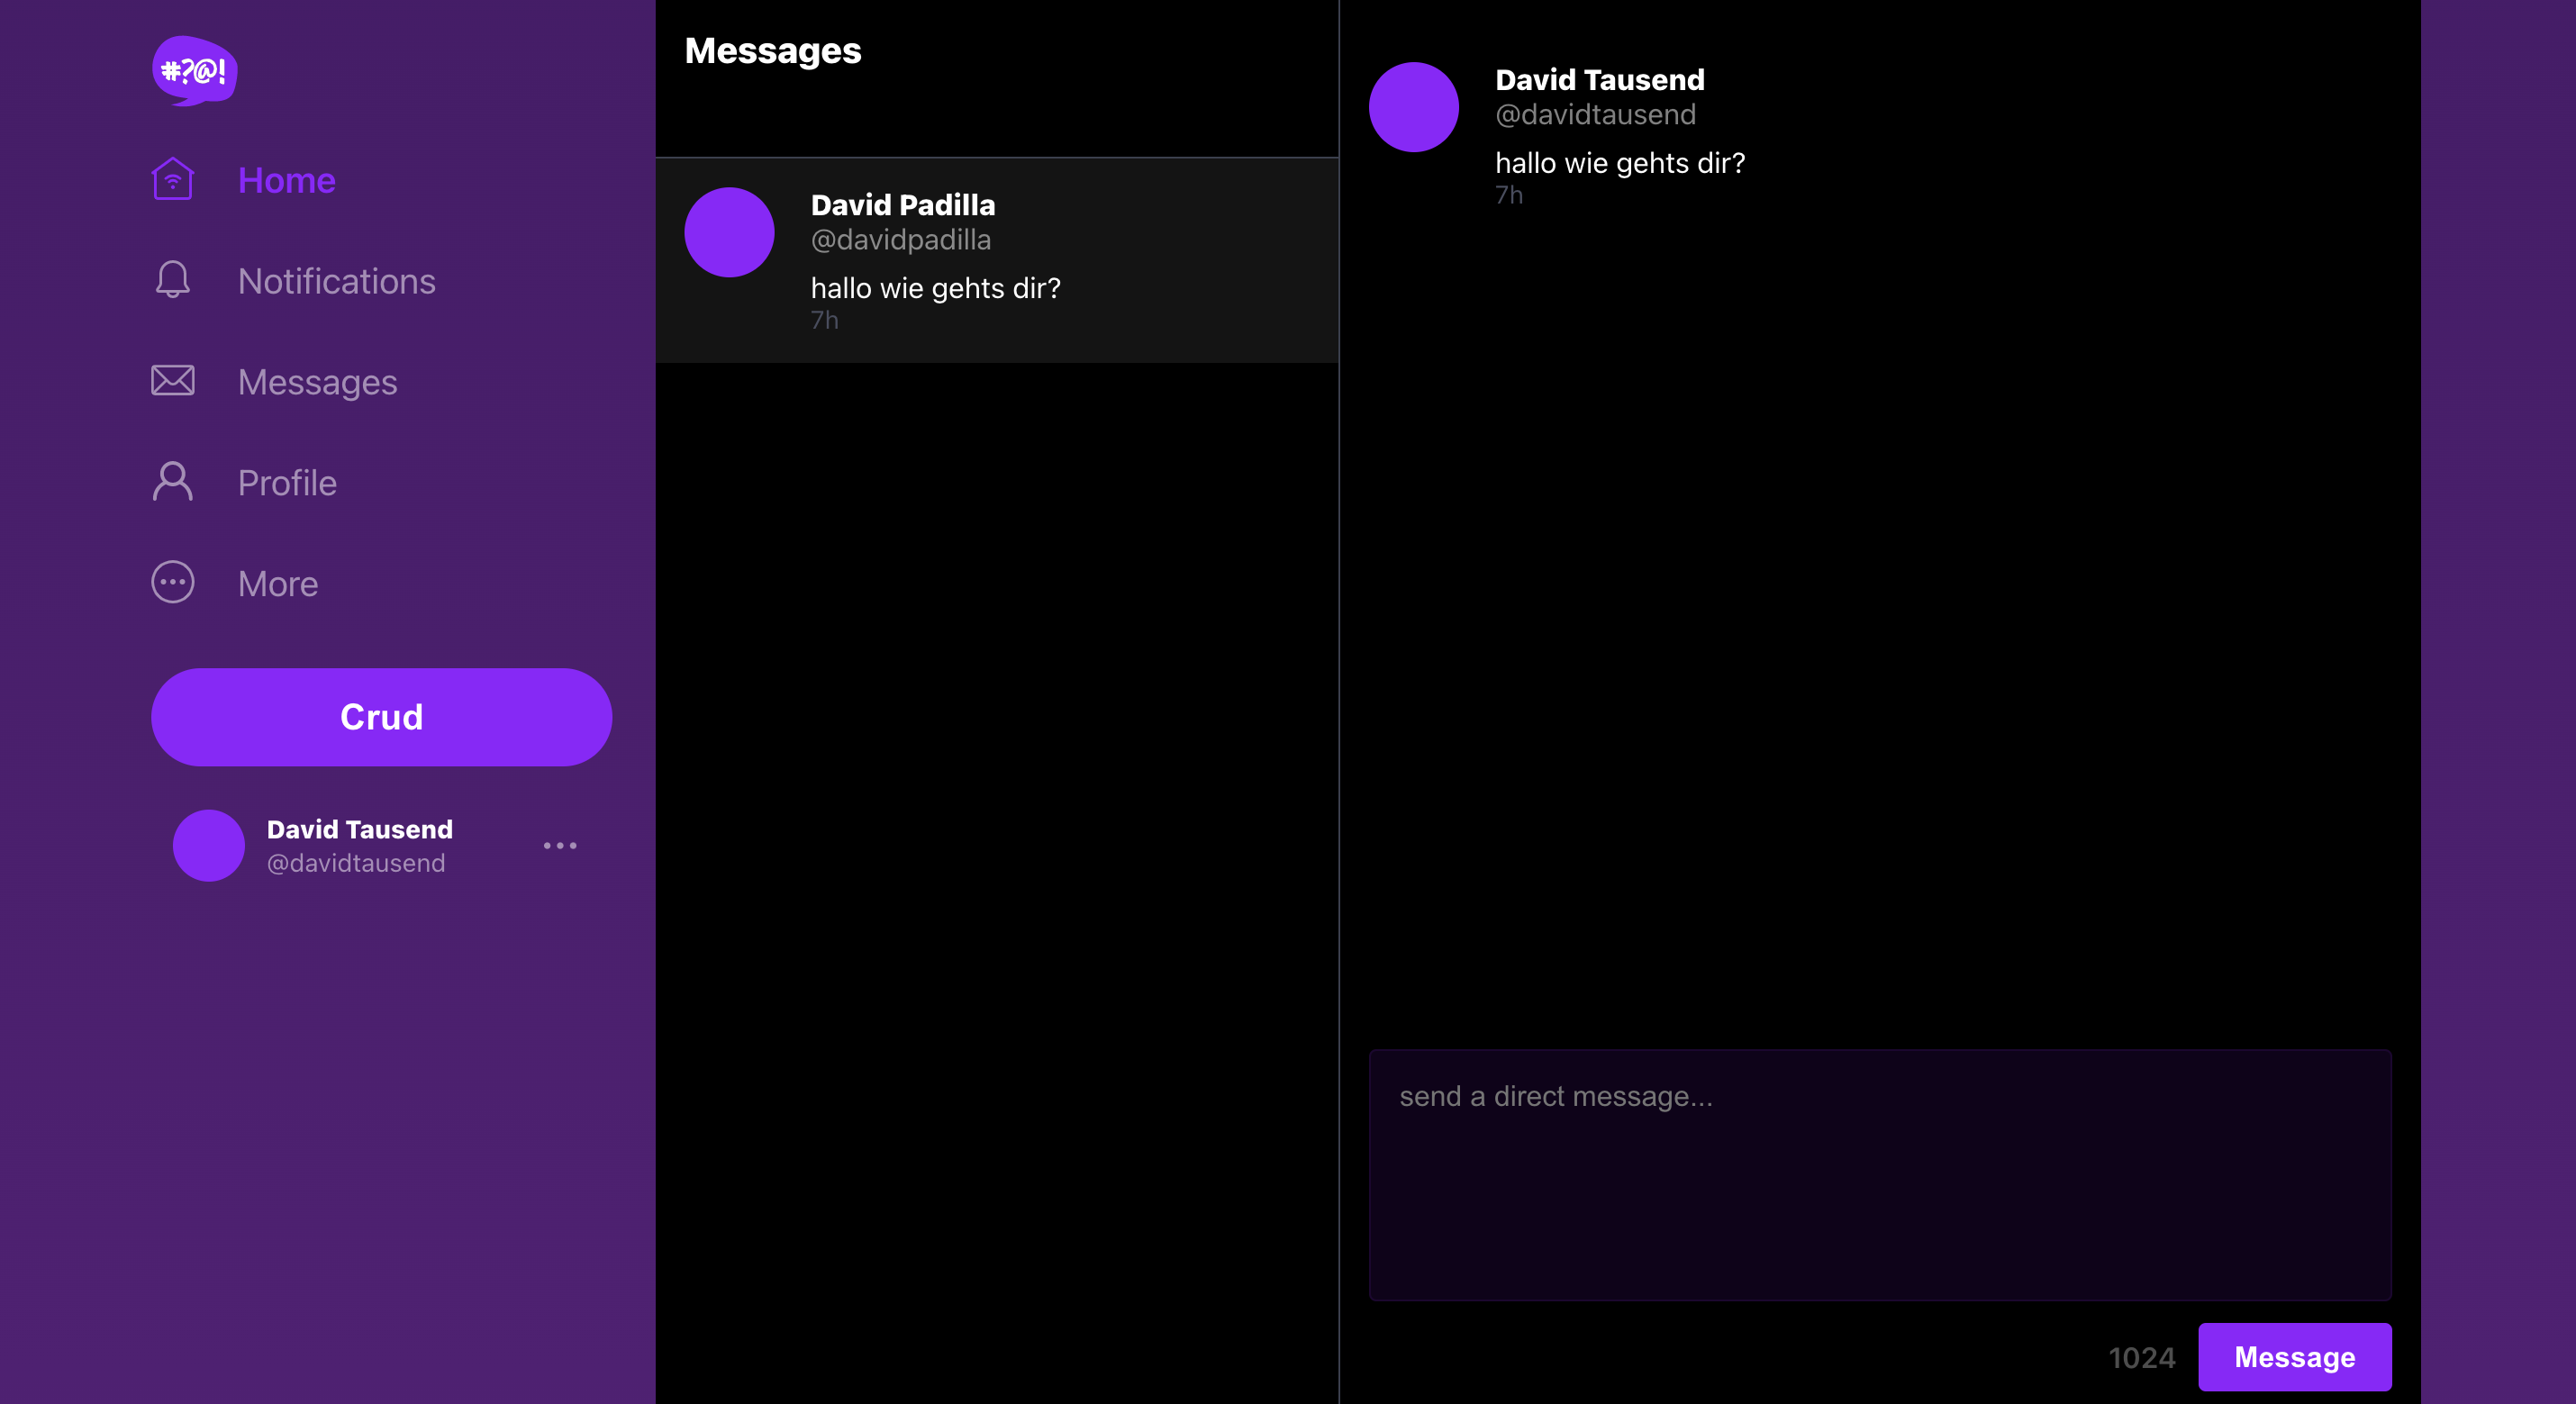 #?@!
Home
Notifications
Messages
Profile
More
Crud
David Tausend
@davidtausend
Messages
David Padilla
@davidpadilla
hallo wie gehts dir?
7h
David Tausend
@davidtausend
hallo wie gehts dir?
7h
send a direct message...
1024
Message